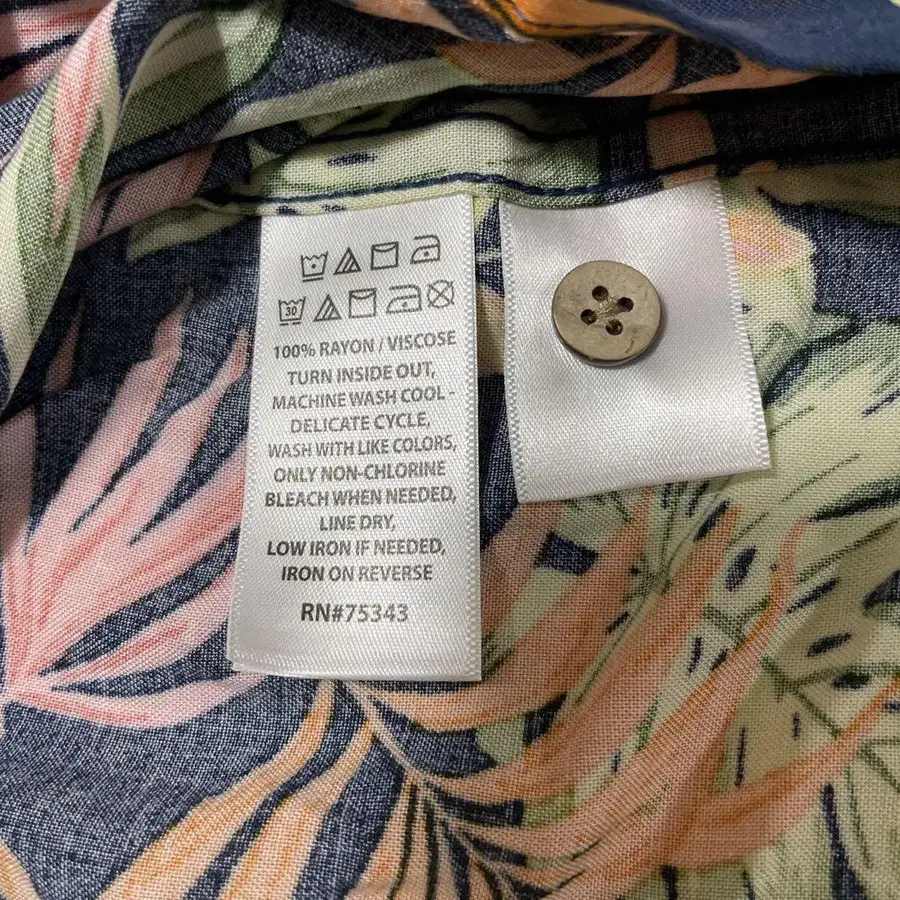 30
100% RAYON / VISCOSE
TURN INSIDE OUT,
MACHINE WASH COOL -
DELICATE CYCLE,
WASH WITH LIKE COLORS,
ONLY NON-CHLORINE
BLEACH WHEN NEEDED,
LINE DRY,
LOW IRON IF NEEDED,
IRON ON REVERSE
RN#75343